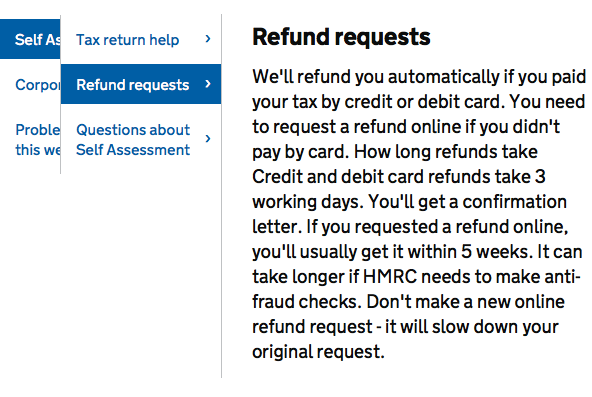 Self As
Corpor
Proble
this we
Tax return help ›
Refund requests ›
Questions about ›
Self Assessment
Refund requests
We'll refund you automatically if you paid
your tax by credit or debit card. You need
to request a refund online if you didn't
pay by card. How long refunds take
Credit and debit card refunds take 3
working days. You'll get a confirmation
letter. If you requested a refund online,
you'll usually get it within 5 weeks. It can
take longer if HMRC needs to make anti-
fraud checks. Don't make a new online
refund request - it will slow down your
original request.